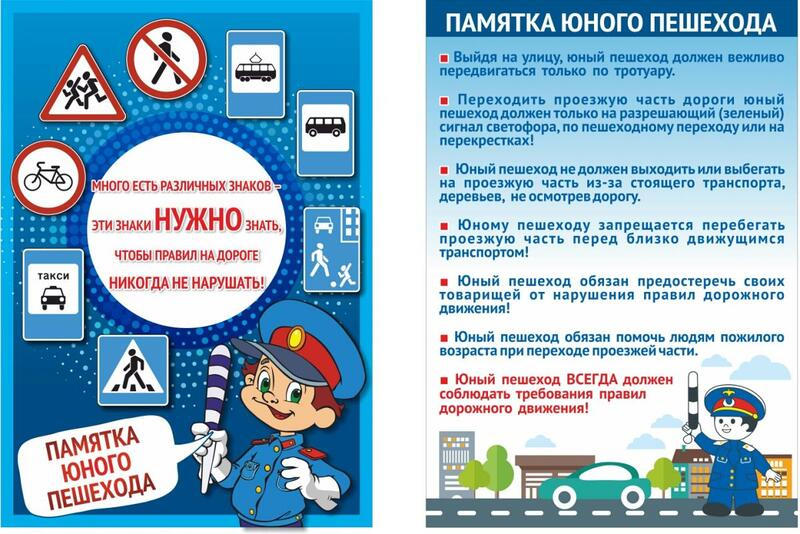 МНОГО ЕСТЬ РАЗЛИЧНЫХ ЗНАКОВ –
ЭТИ ЗНАКИ НУЖНО ЗНАТЬ,
ЧТОБЫ ПРАВИЛ НА ДОРОГЕ
НИКОГДА НЕ НАРУШАТЬ!
такси
ПАМЯТКА
ЮНОГО
ПЕШЕХОДА
ПАМЯТКА ЮНОГО ПЕШЕХОДА
Выйдя на улицу, юный пешеход должен вежливо
передвигаться только по тротуару.
Переходить проезжую часть дороги юный
пешеход должен только на разрешающий (зеленый)
сигнал светофора, по пешеходному переходу или на
перекрестках!
Юный пешеход не должен выходить или выбегать
на проезжую часть из-за стоящего транспорта,
деревьев, не осмотрев дорогу.
Юному пешеходу запрещается перебегать
проезжую часть перед близко движущимся
транспортом!
Юный пешеход обязан предостеречь своих
товарищей от нарушения правил дорожного
движения!
Юный пешеход обязан помочь людям пожилого
возраста при переходе проезжей части.
Юный пешеход ВСЕГДА должен
соблюдать требования правил
дорожного движения!